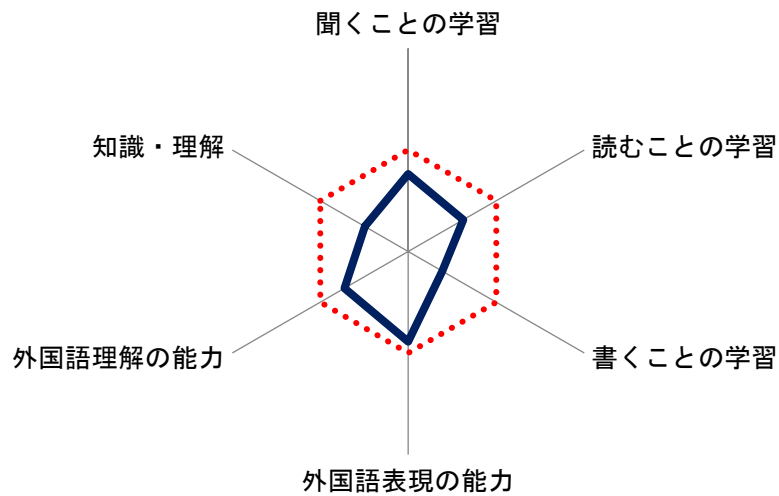 聞くことの学習
知識・理解
読むことの学習
外国語理解の能力
書くことの学習
外国語表現の能力